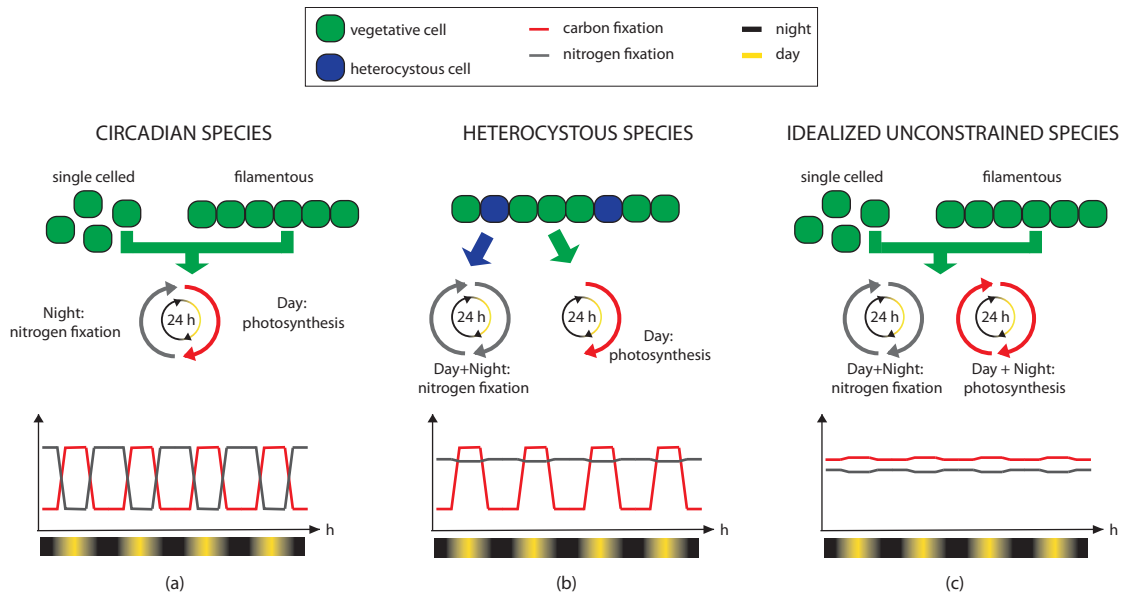 vegetative cell
heterocystous cell
carbon fixation
nitrogen fixation
night
day
CIRCADIAN SPECIES
single celled
filamentous
Night:
nitrogen fixation
24 h
Day:
photosynthesis
h
(a)
HETEROCYSTOUS SPECIES
24 h
24 h
Day+Night:
nitrogen fixation
Day:
photosynthesis
h
(b)
IDEALIZED UNCONSTRAINED SPECIES
single celled
filamentous
24 h
24 h
Day+Night:
nitrogen fixation
Day + Night:
photosynthesis
h
(c)